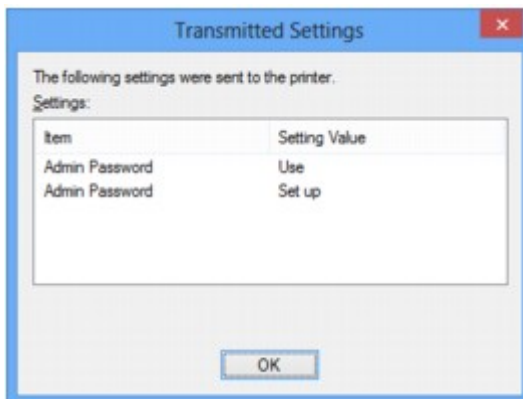 Transmitted Settings
The following settings were sent to the printer.
Settings:
Item Setting Value
Admin Password Use
Admin Password Set up
OK